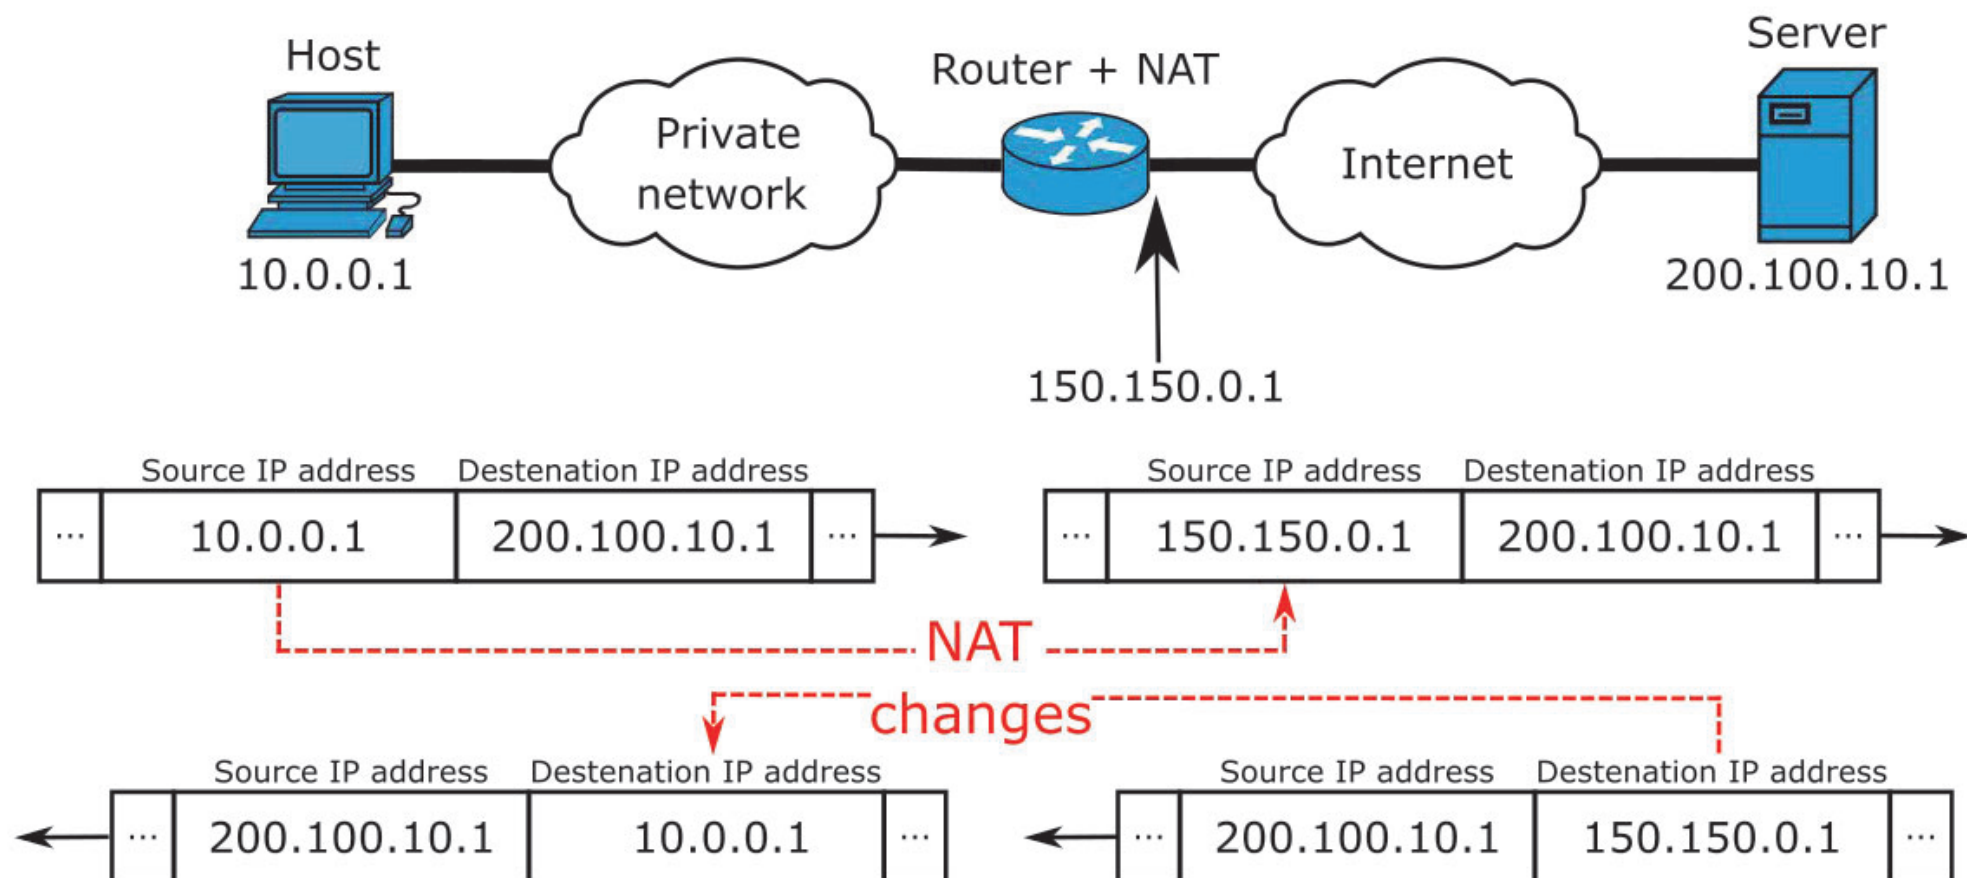 Host
Router + NAT
Server
Private
network
Internet
10.0.0.1
200.100.10.1
150.150.0.1
Source IP address Destenation IP address
... 10.0.0.1 200.100.10.1 ...
Source IP address Destenation IP address
... 150.150.0.1 200.100.10.1 ...
NAT
changes
Source IP address Destenation IP address
... 200.100.10.1 10.0.0.1 ...
Source IP address Destenation IP address
... 200.100.10.1 150.150.0.1 ...